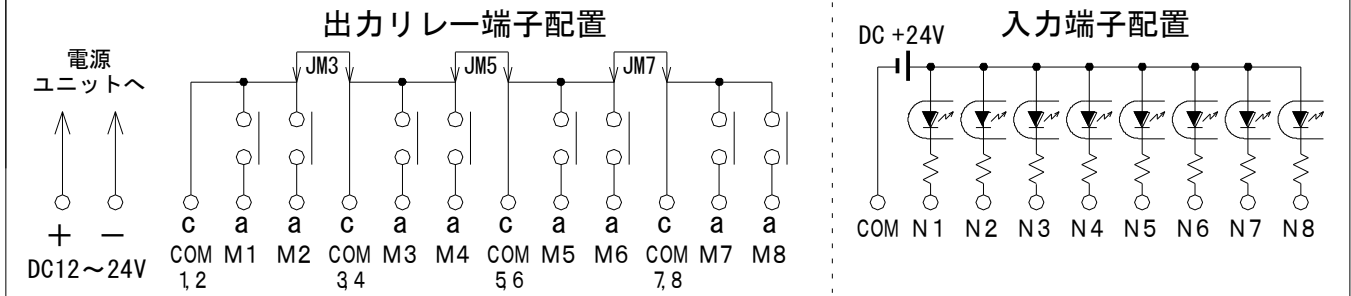 出力リレー端子配置
電源
ユニットへ
JM3
JM5
JM7
+ −
DC12～24V
c a a c a a c a a c a a
COM M1 M2 COM M3 M4 COM M5 M6 COM M7 M8
1,2 3,4 5,6 7,8
入力端子配置
DC +24V
COM N1 N2 N3 N4 N5 N6 N7 N8